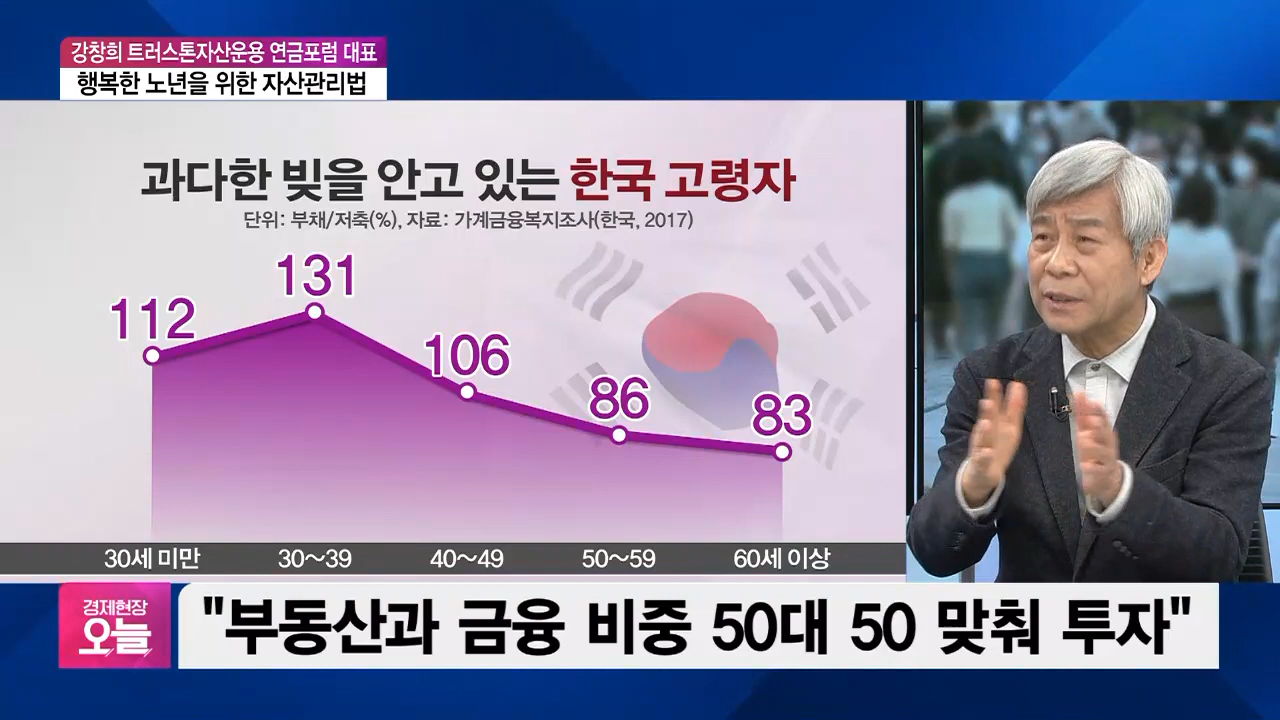 강창희 트러스톤자산운용 연금포럼 대표
행복한 노년을 위한 자산관리법
과다한 빚을 안고 있는 한국 고령자
단위: 부채/저축(%), 자료: 가계금융복지조사(한국, 2017)
112
131
106
86
83
30세 미만
30~39
40~49
50~59
60세 이상
경제현장
오늘
"부동산과 금융 비중 50대 50 맞춰 투자"